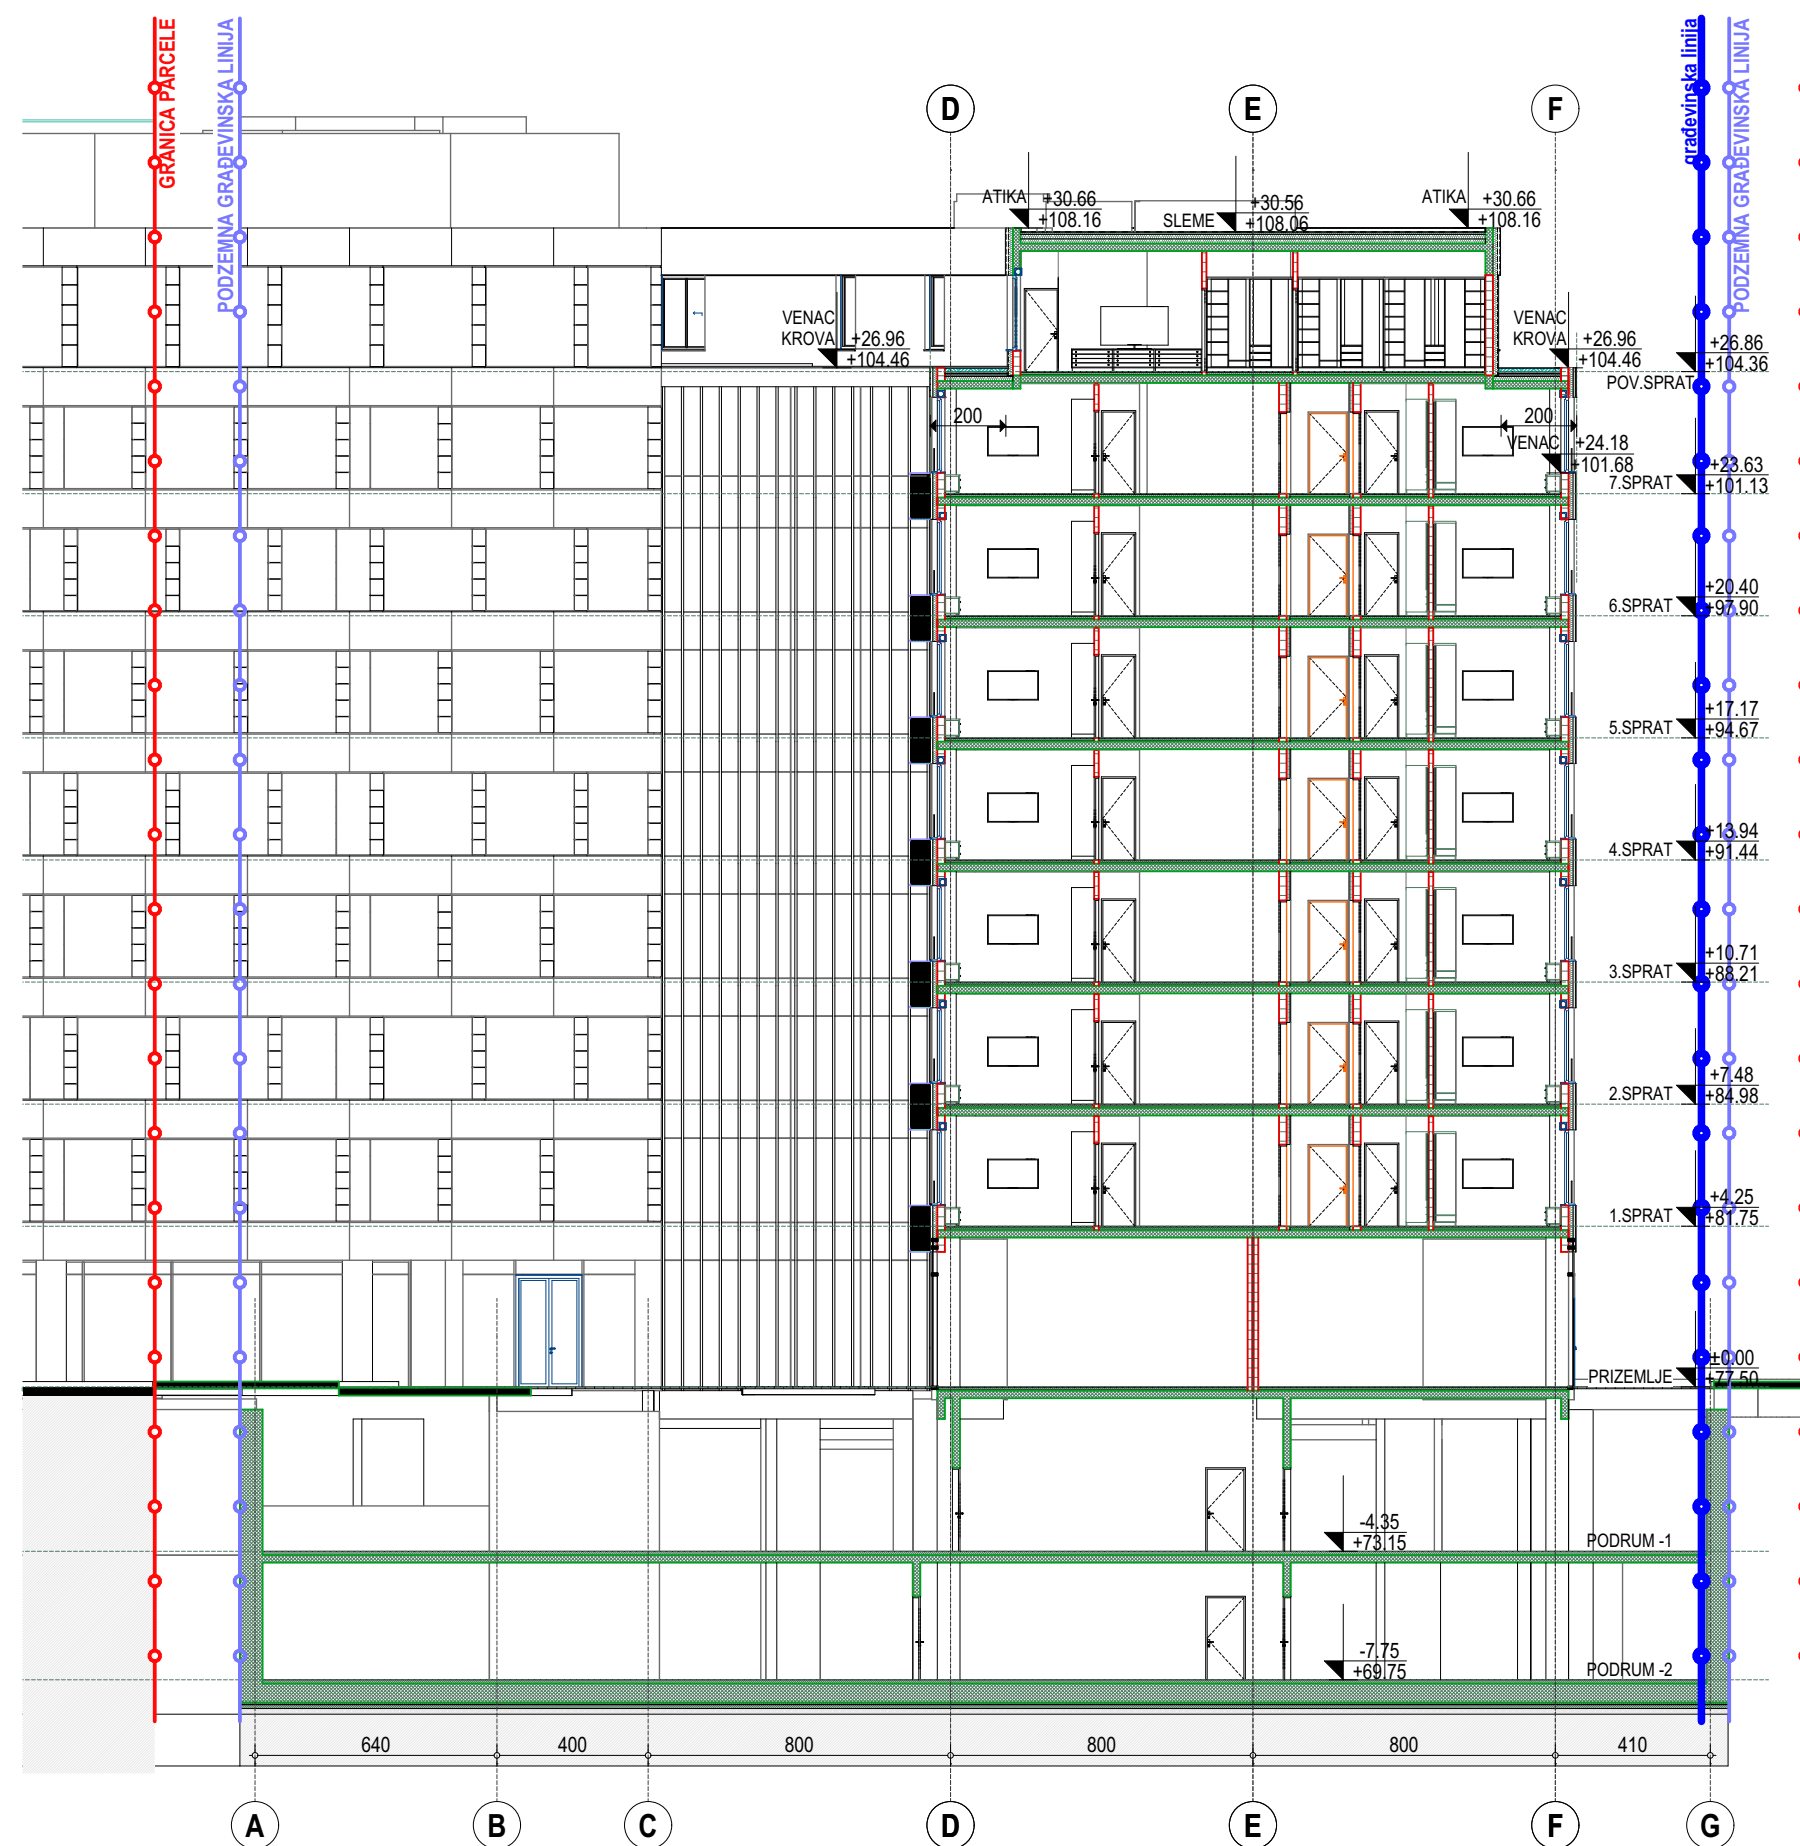 GRANICA PARCELE
PODZEMNA GRAĐEVINSKA LINIJA
građevinska linija
PODZEMNA GRAĐEVINSKA LINIJA
D
E
F
ATIKA
+30.66
+108.16
SLEME
+30.56
+108.06
ATIKA
+30.66
+108.16
VENAC
KROVA
+26.96
+104.46
VENAC
KROVA
+26.96
+104.46
+26.86
+104.36
POV.SPRAT
200
200
VENAC
+24.18
+101.68
+23.63
7.SPRAT
+101.13
+20.40
6.SPRAT
+97.90
+17.17
5.SPRAT
+94.67
+13.94
4.SPRAT
+91.44
+10.71
3.SPRAT
+88.21
+7.48
2.SPRAT
+84.98
+4.25
1.SPRAT
+81.75
±0.00
PRIZEMLJE
+77.50
-4.35
+73.15
PODRUM -1
-7.75
+69.75
PODRUM -2
640
400
800
800
800
410
A
B
C
D
E
F
G